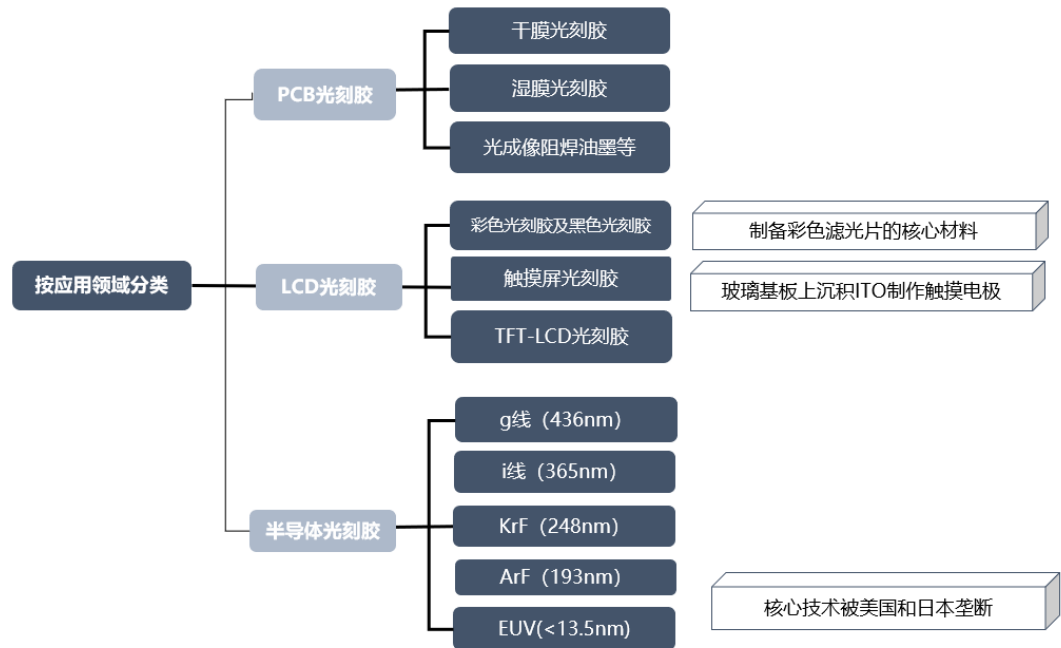 按应用领域分类
PCB光刻胶
干膜光刻胶
湿膜光刻胶
光成像阻焊油墨等
LCD光刻胶
彩色光刻胶及黑色光刻胶
制备彩色滤光片的核心材料
触摸屏光刻胶
玻璃基板上沉积ITO制作触摸电极
TFT-LCD光刻胶
半导体光刻胶
g线（436nm）
i线（365nm）
KrF（248nm）
ArF（193nm）
EUV(<13.5nm)
核心技术被美国和日本垄断